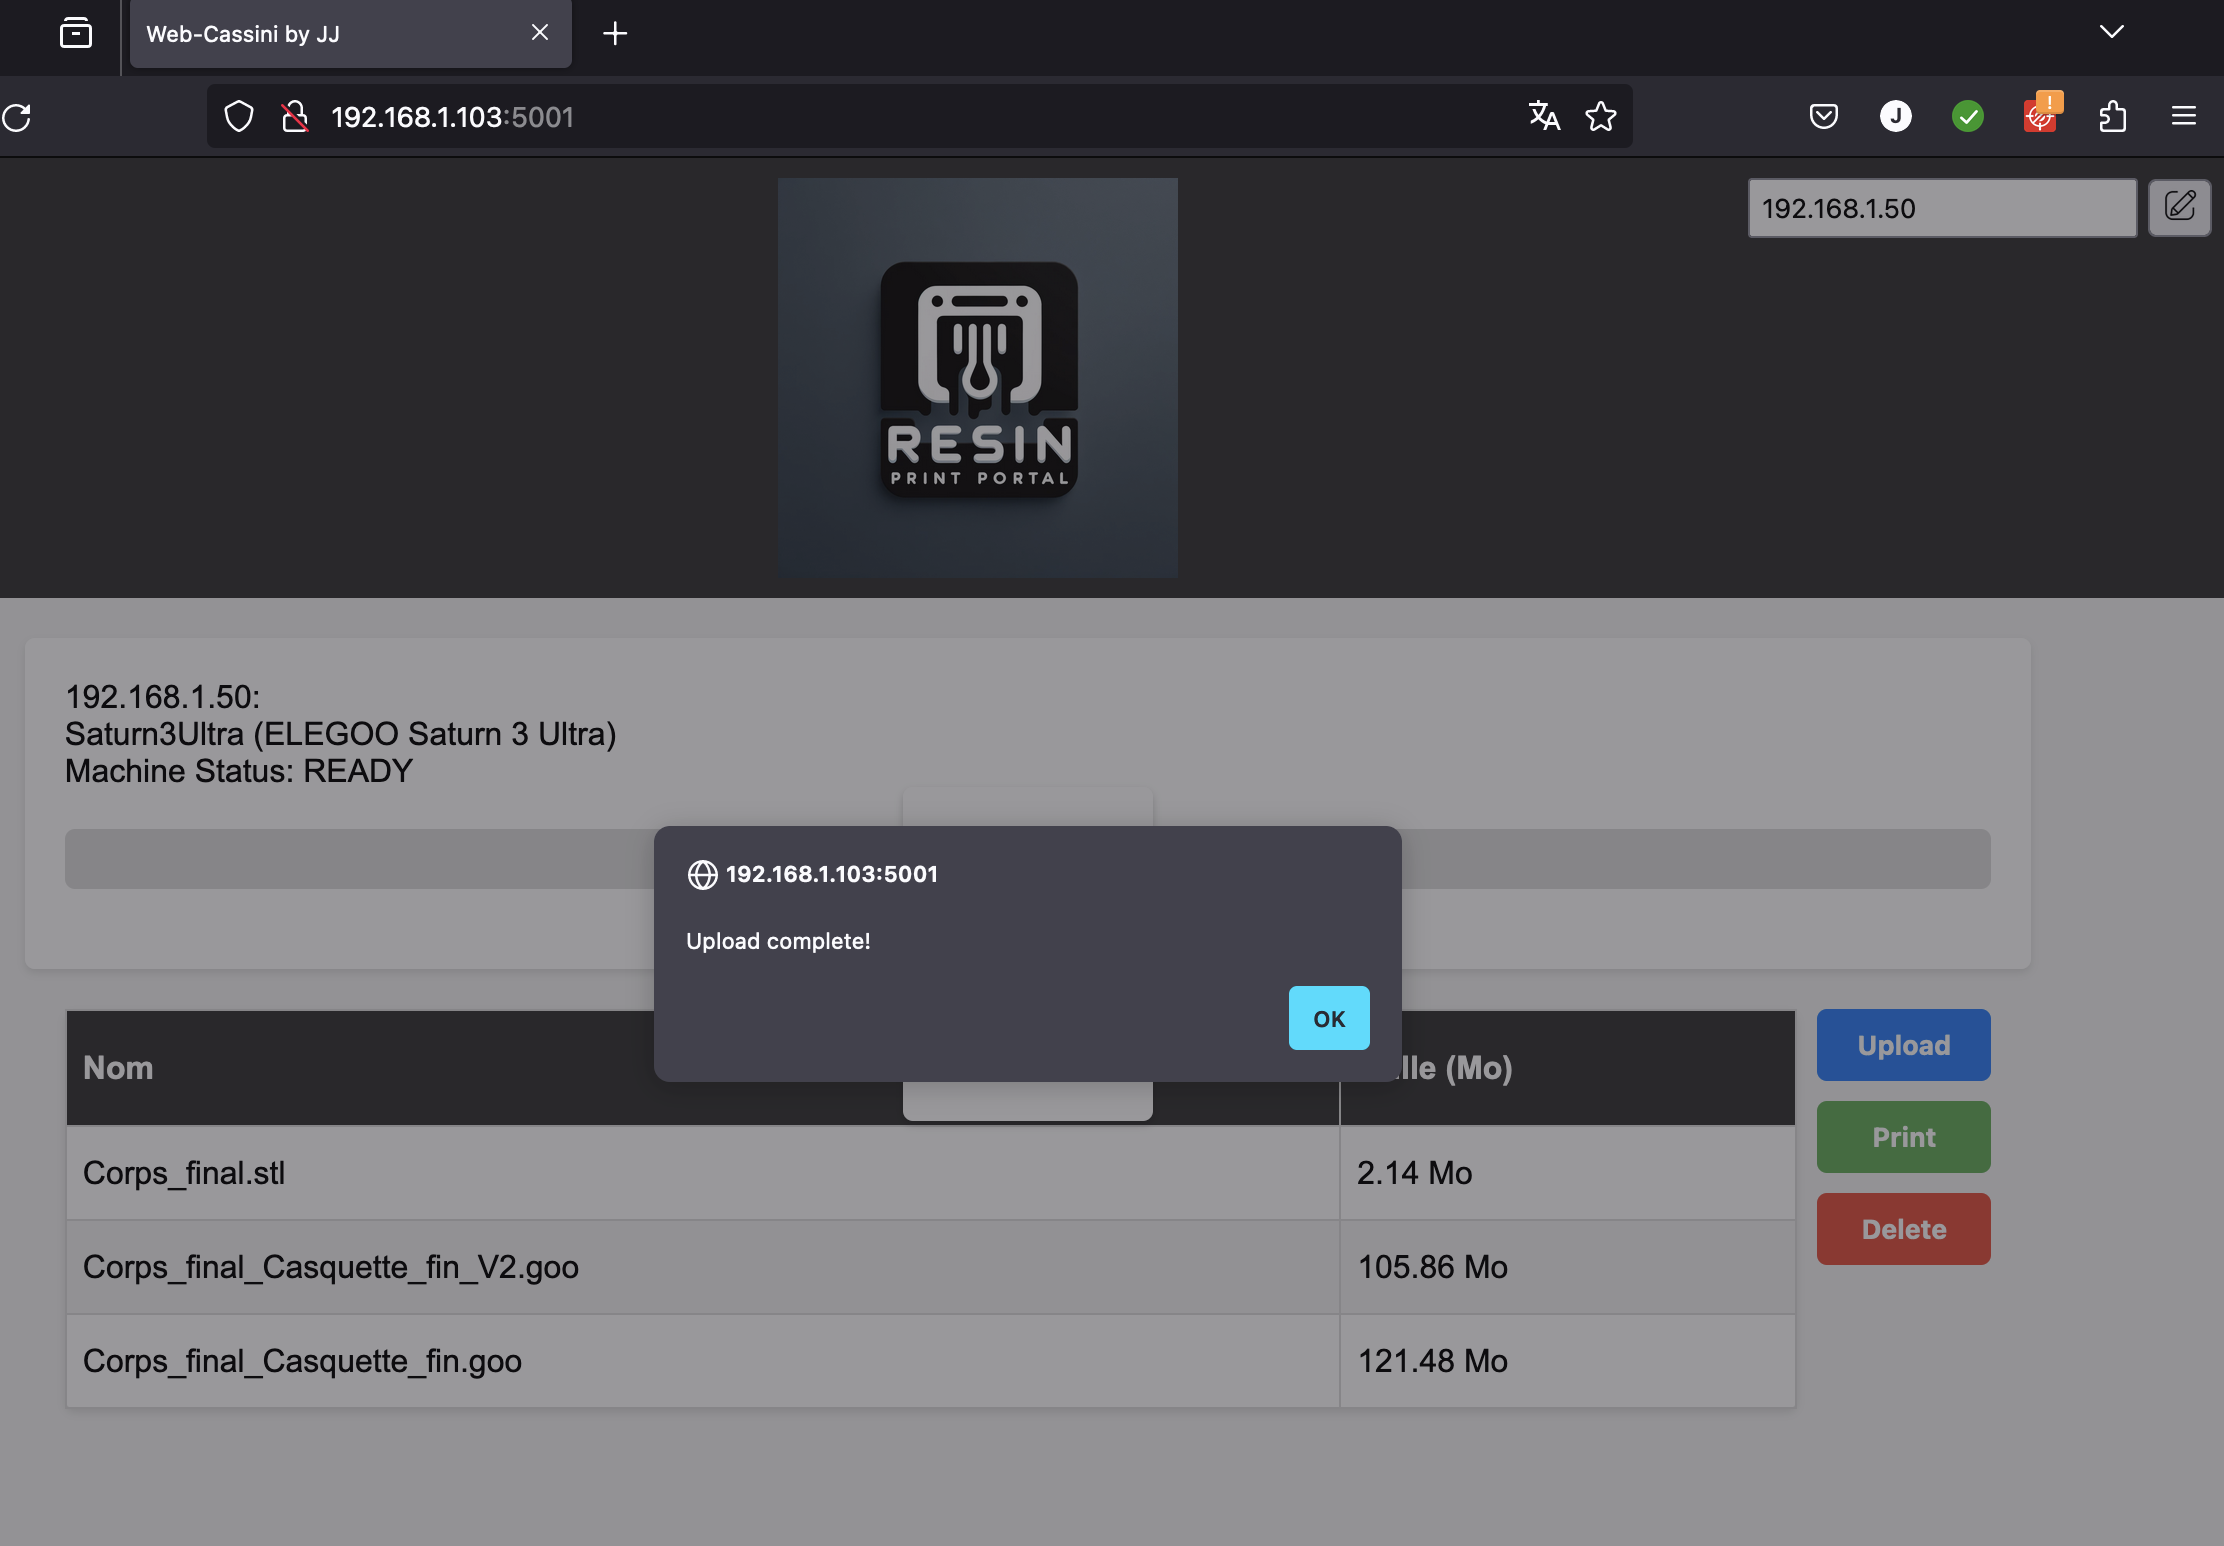 Web-Cassini by JJ
192.168.1.103:5001
J
!
192.168.1.50
RESIN
PRINT PORTAL
192.168.1.50:
Saturn3Ultra (ELEGOO Saturn 3 Ultra)
Machine Status: READY
192.168.1.103:5001
Upload complete!
OK
Nom
lle (Mo)
Upload
Corps_final.stl 2.14 Mo
Print
Corps_final_Casquette_fin_V2.goo 105.86 Mo
Delete
Corps_final_Casquette_fin.goo 121.48 Mo